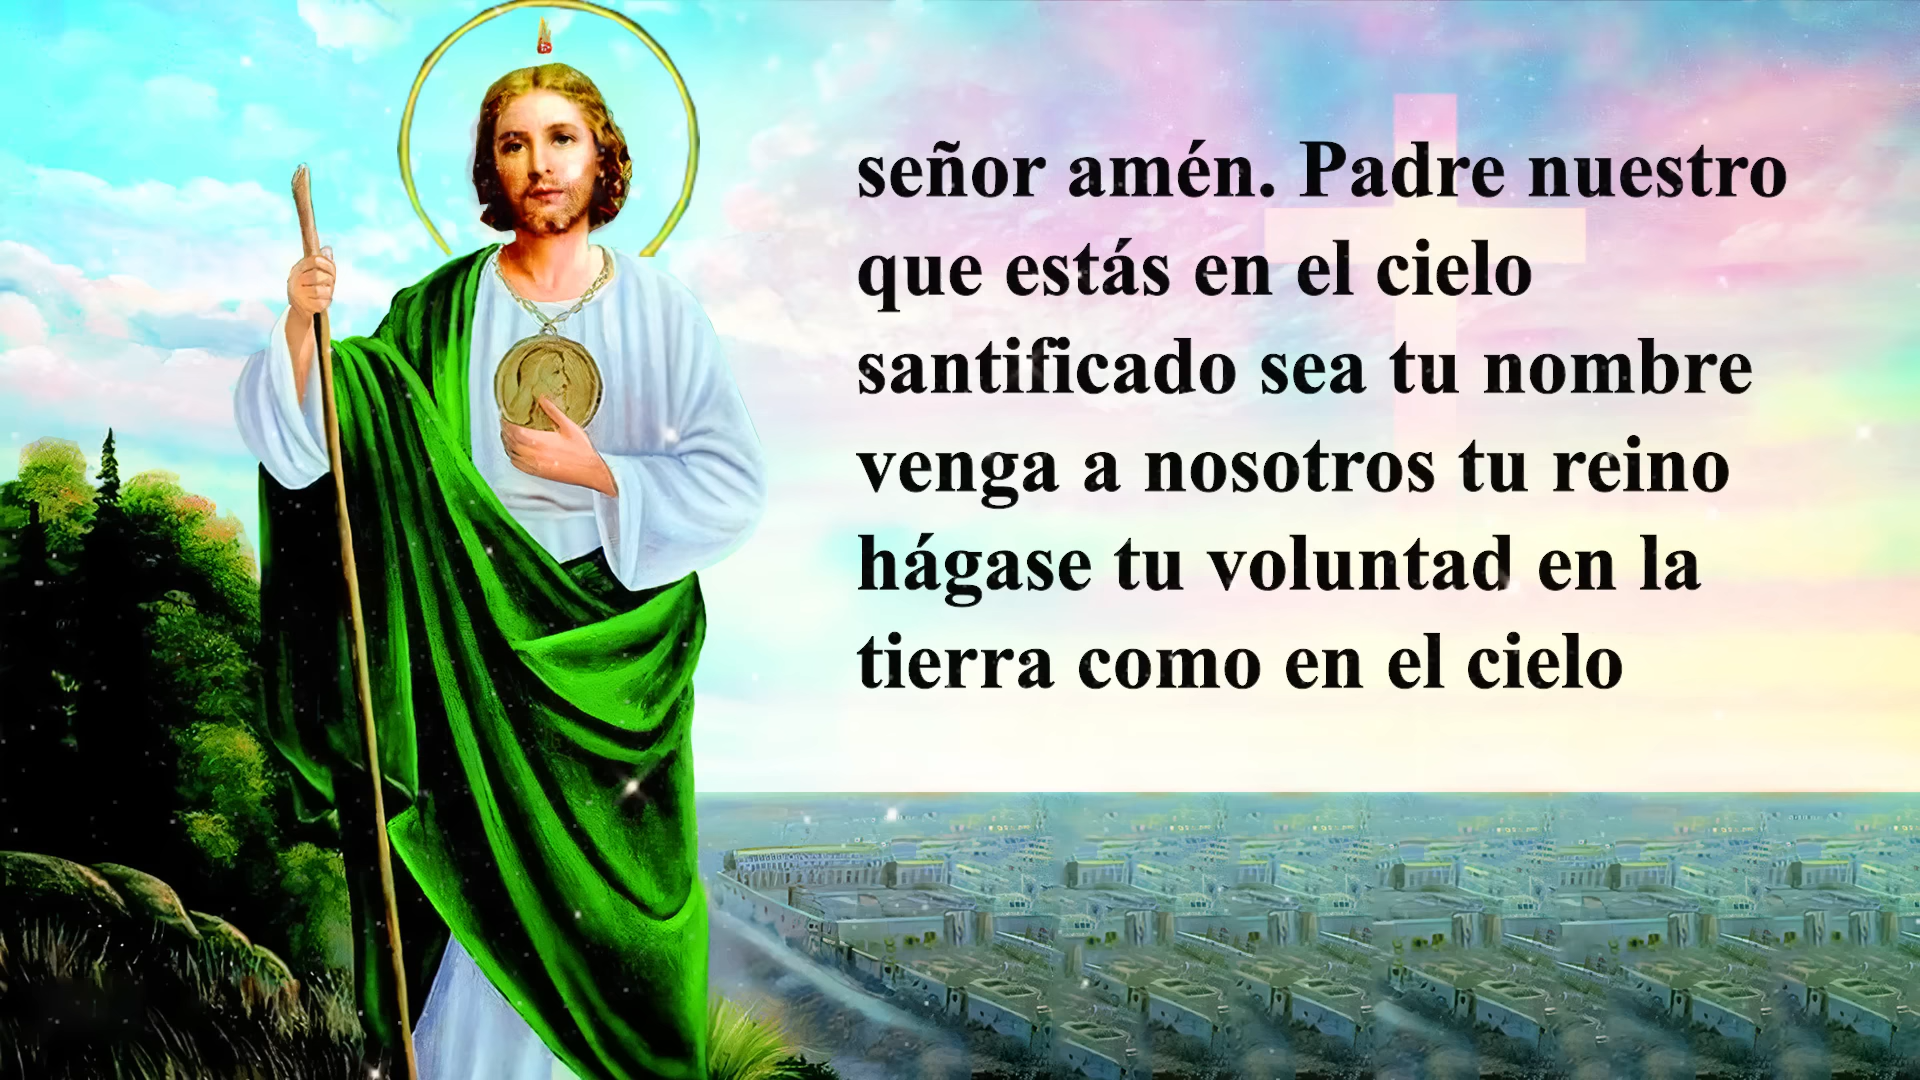 señor amén. Padre nuestro
que estás en el cielo
santificado sea tu nombre
venga a nosotros tu reino
hágase tu voluntad en la
tierra como en el cielo